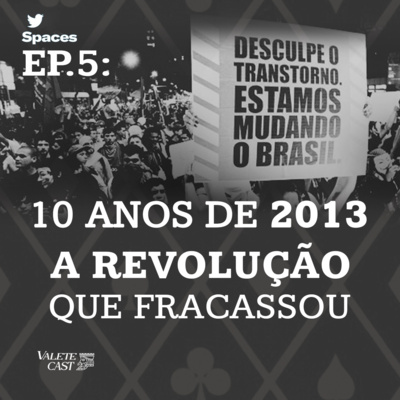 Spaces
EP.5:
DESCULPE O
TRANSTORNO.
ESTAMOS
MUDANDO
O BRASIL.
10 ANOS DE 2013
A REVOLUÇÃO
QUE FRACASSOU
VALETE
CAST